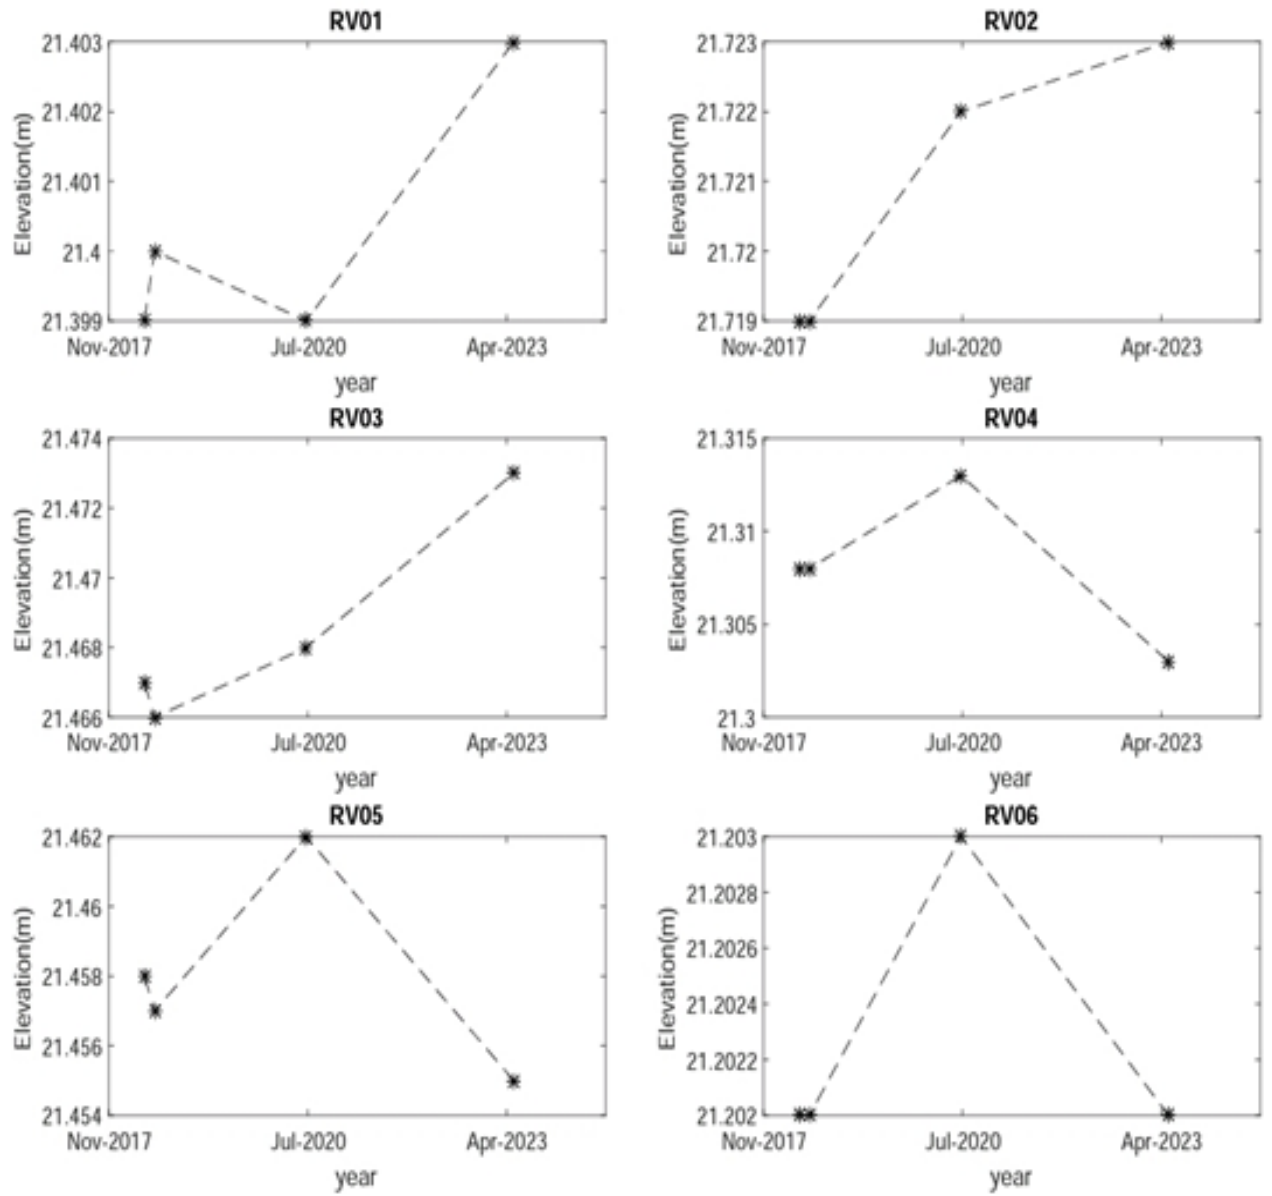 RV01
21.403
21.402
21.401
21.4
21.399
Elevation(m)
Nov-2017 Jul-2020 Apr-2023
year
RV02
21.723
21.722
21.721
21.72
21.719
Elevation(m)
Nov-2017 Jul-2020 Apr-2023
year
RV03
21.474
21.472
21.47
21.468
21.466
Elevation(m)
Nov-2017 Jul-2020 Apr-2023
year
RV04
21.315
21.31
21.305
21.3
Elevation(m)
Nov-2017 Jul-2020 Apr-2023
year
RV05
21.462
21.46
21.458
21.456
21.454
Elevation(m)
Nov-2017 Jul-2020 Apr-2023
year
RV06
21.203
21.2028
21.2026
21.2024
21.2022
21.202
Elevation(m)
Nov-2017 Jul-2020 Apr-2023
year